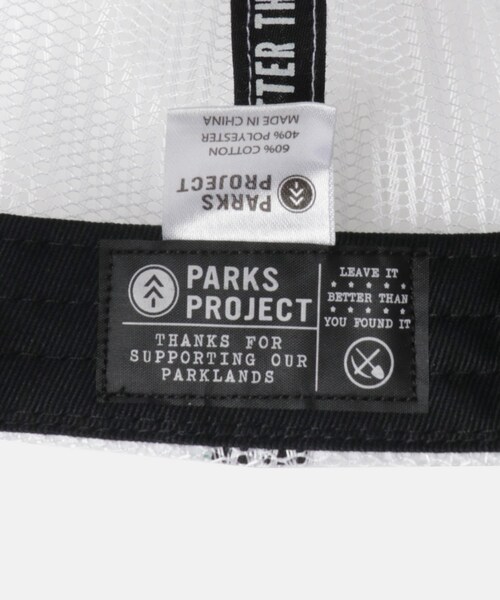 ETTER TH
PARKS
PROJECT
60% COTTON
40% POLYESTER
MADE IN CHINA
PARKS
PROJECT
THANKS FOR
SUPPORTING OUR
PARKLANDS
LEAVE IT
BETTER THAN
YOU FOUND IT